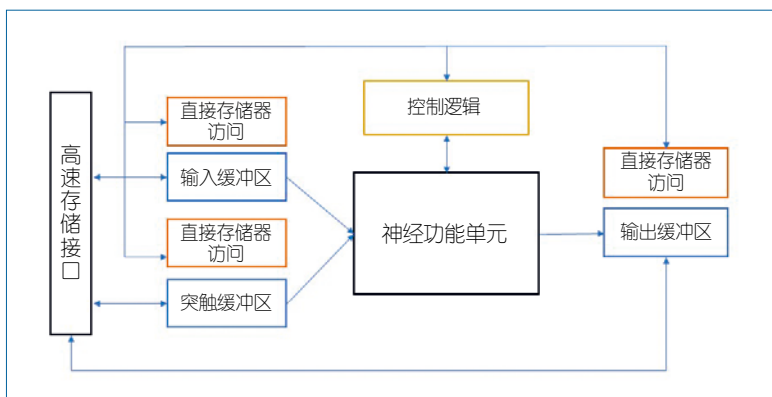 控制逻辑
直接存储器
访问
高速存储接口
输入缓冲区
直接存储器
访问
突触缓冲区
神经功能单元
直接存储器
访问
输出缓冲区